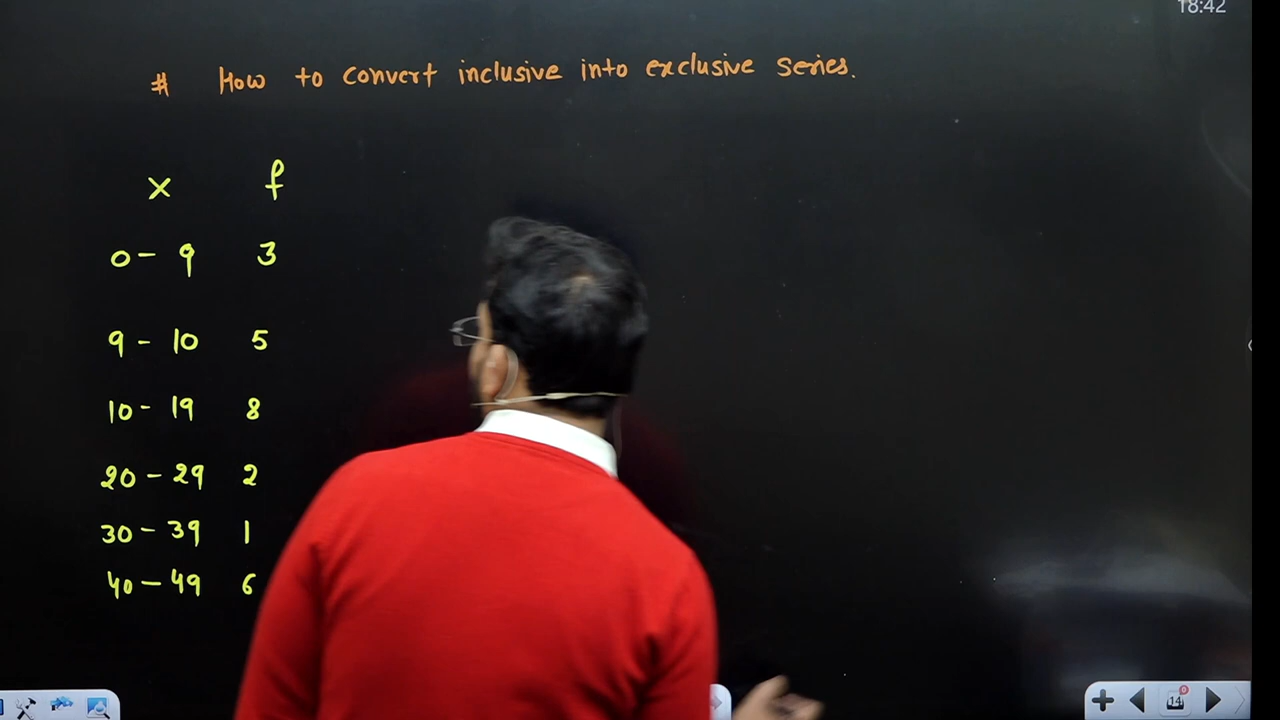 18:42
# How to convert inclusive into exclusive series.
x f
0 - 9 3
9 - 10 5
10 - 19 8
20 - 29 2
30 - 39 1
40 - 49 6
14